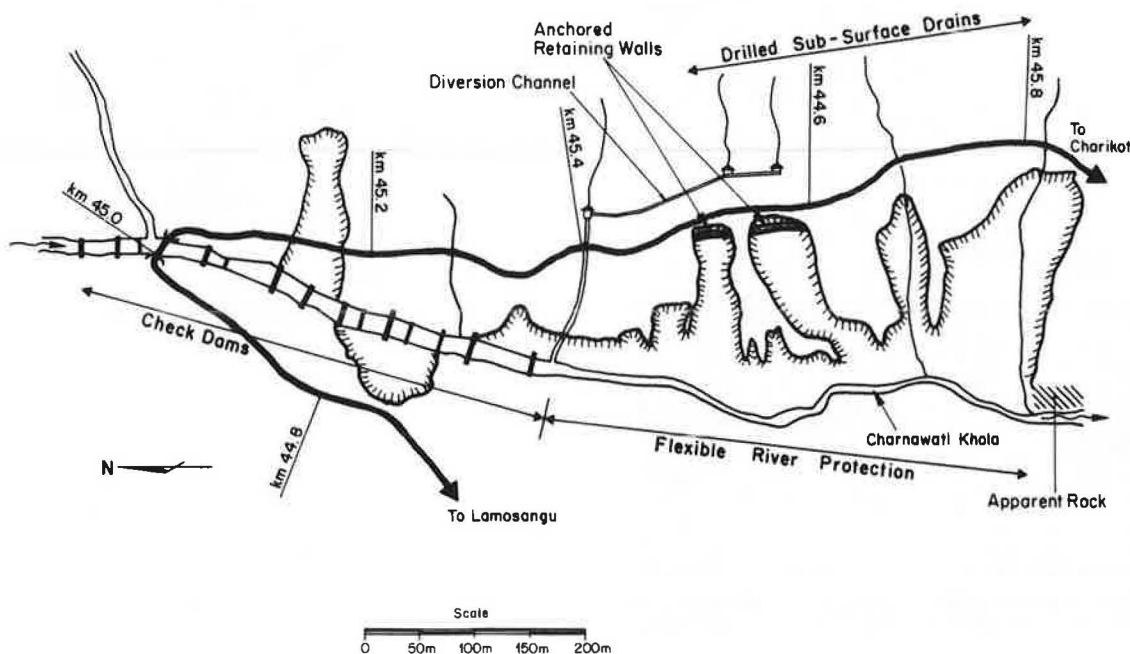 Anchored
Retaining Walls
Drilled Sub-Surface Drains
Diversion Channel
km 45.4
km 44.6
km 45.8
To
Charikot
km 45.0
km 45.2
Check Dams
km 44.8
N
To Lamosangu
Flexible River Protection
Charnawati Khola
Apparent Rock
Scale
0 50m 100m 150m 200m